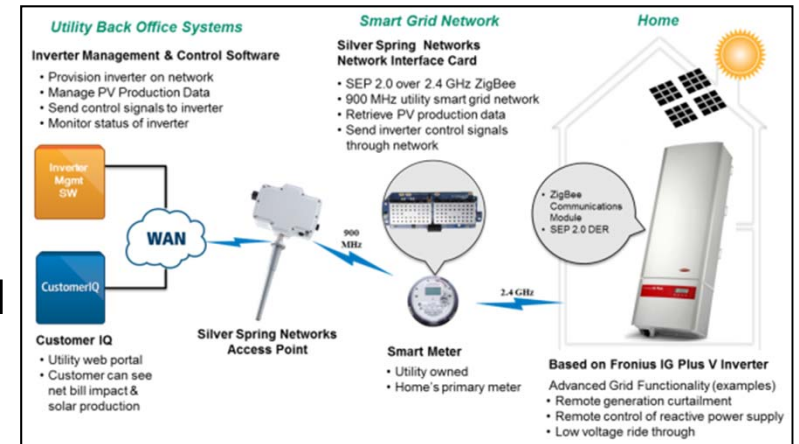 Utility Back Office Systems
Inverter Management & Control Software
• Provision inverter on network
• Manage PV Production Data
• Send control signals to inverter
• Monitor status of inverter
Inverter
Mgmt
SW
WAN
CustomerIQ
Customer IQ
• Utility web portal
• Customer can see
net bill impact &
solar production
Smart Grid Network
Silver Spring Networks
Network Interface Card
• SEP 2.0 over 2.4 GHz ZigBee
• 900 MHz utility smart grid network
• Retrieve PV production data
• Send inverter control signals
through network
900
MHz
2.4 GHz
Silver Spring Networks
Access Point
Smart Meter
• Utility owned
• Home's primary meter
Home
• ZigBee
Communications
Module
• SEP 2.0 DER
Based on Fronius IG Plus V Inverter
Advanced Grid Functionality (examples)
• Remote generation curtailment
• Remote control of reactive power supply
• Low voltage ride through